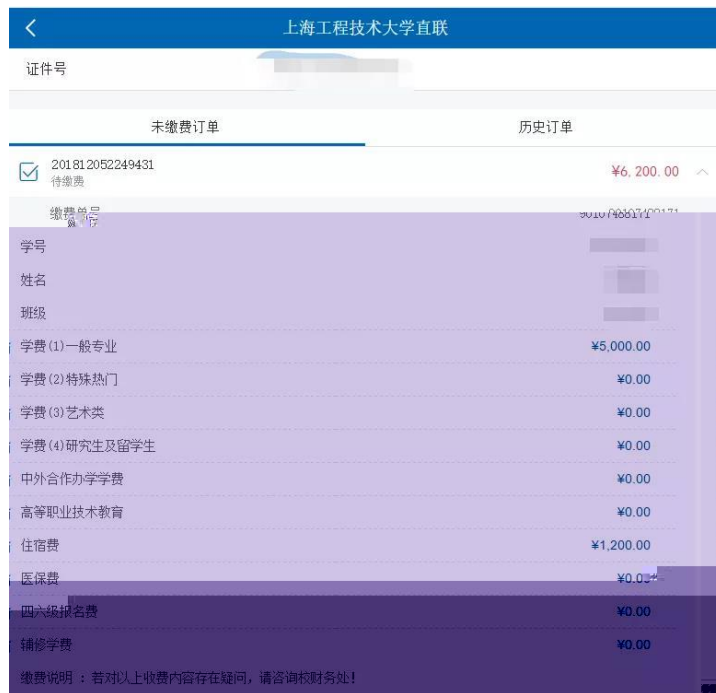 上海工程技术大学直联
证件号
未缴费订单 历史订单
201812052249431 ¥6,200.00
待缴费
缴费单号
学号
姓名
班级
学费(1)一般专业 ¥5,000.00
学费(2)特殊热门 ¥0.00
学费(3)艺术类 ¥0.00
学费(4)研究生及留学生 ¥0.00
中外合作办学学费 ¥0.00
高等职业技术教育 ¥0.00
住宿费 ¥1,200.00
医保费
四六级报名费 ¥0.00
辅修学费 ¥0.00
缴费说明 : 若对以上收费内容存在疑问, 请咨询校财务处!